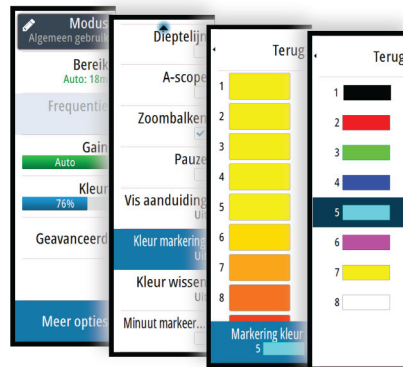 Modus
Algemeen gebruik
Bereik
Auto: 18m
Frequentie
Gain
Auto
Kleur
76%
Geavanceerd
Meer opties
Dieptelijn
A-scope
Zoombalken
Pauze
Vis aanduiding
Uit
Kleur markering
Uit
Kleur wissen
Uit
Minuut markeer...
Terug
1
2
3
4
5
6
7
8
Markering kleur
5
Terug
1
2
3
4
5
6
7
8